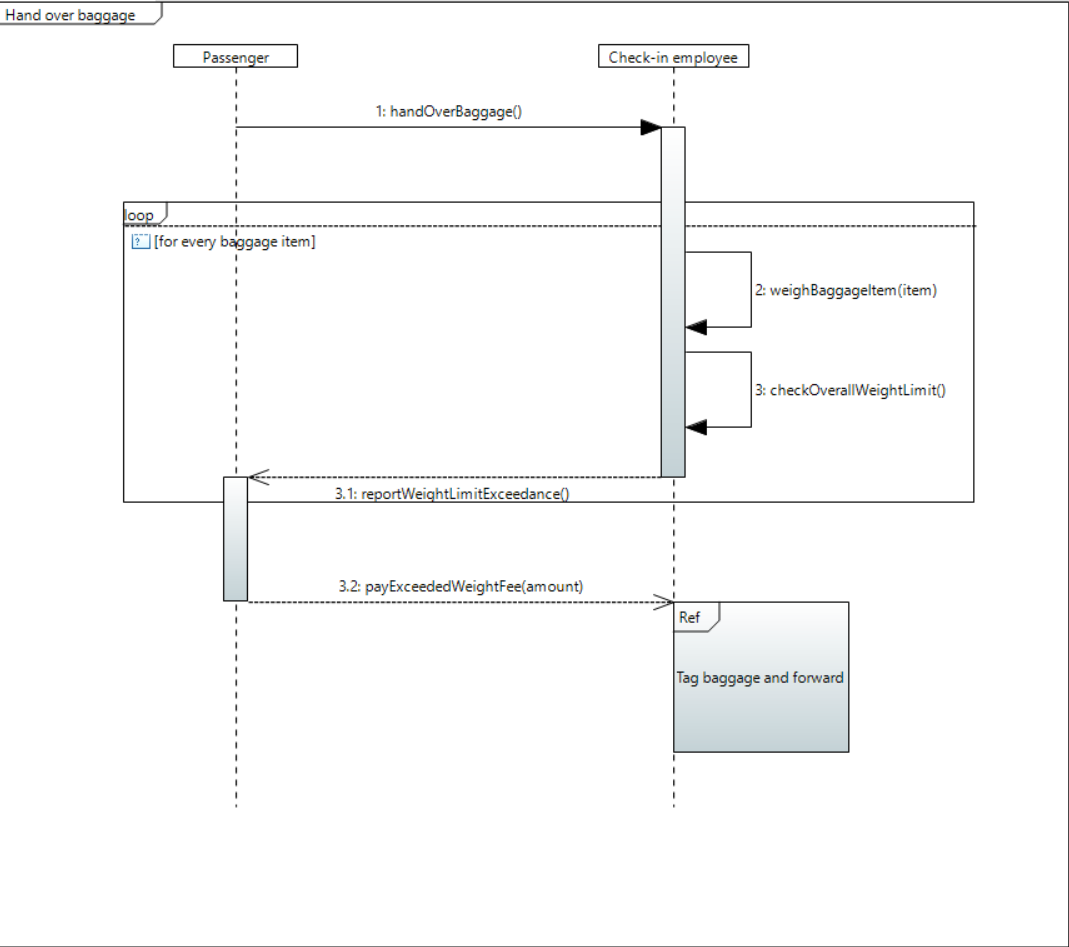 Hand over baggage
Passenger
Check-in employee
1: handOverBaggage()
loop
[for every baggage item]
2: weighBaggageItem(item)
3: checkOverallWeightLimit()
3.1: reportWeightLimitExceedance()
3.2: payExceededWeightFee(amount)
Ref
Tag baggage and forward